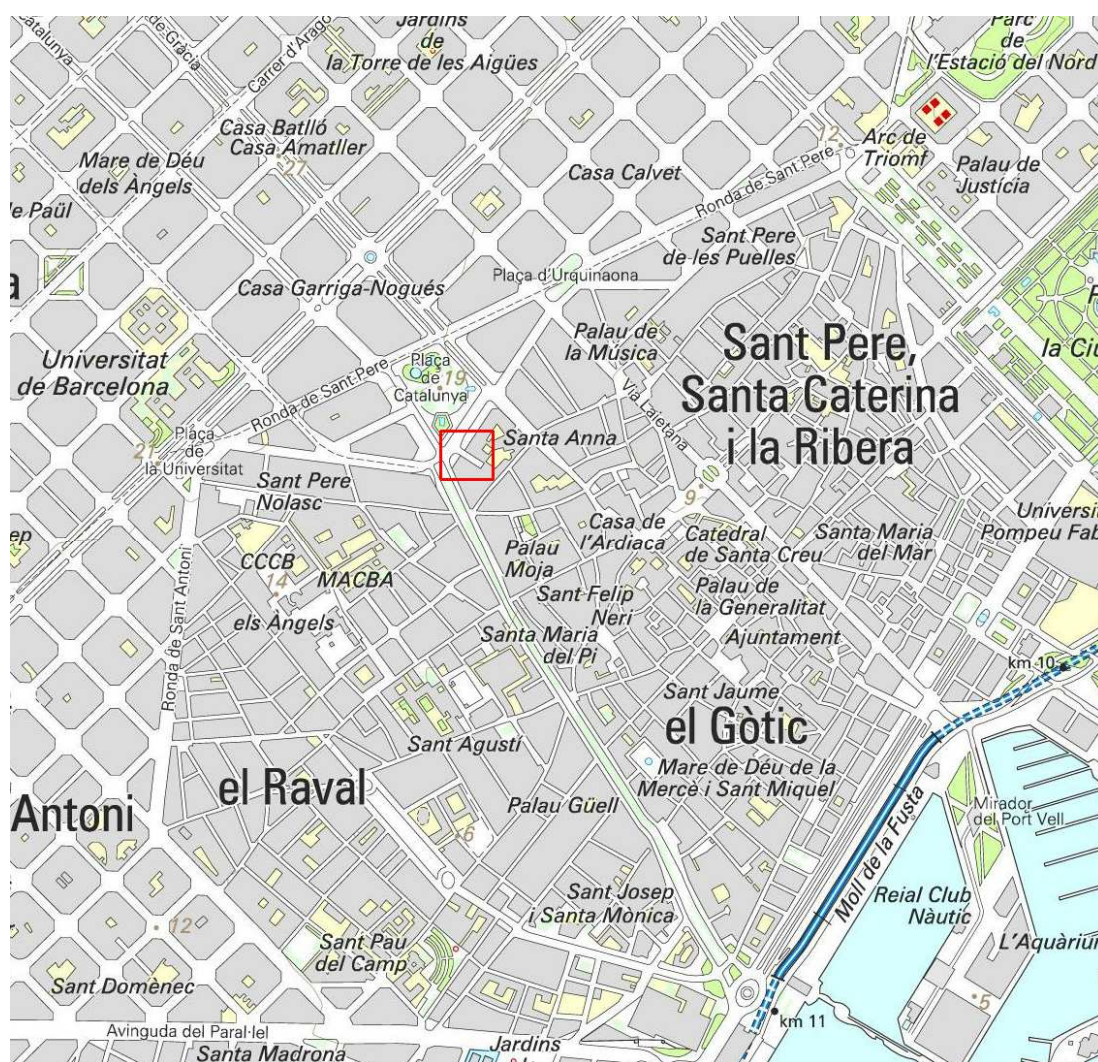 Catalunya
de-Gràcia
Carrer d'Aragó
Jardins
de
la Torre de les Aigües
Parc
de
l'Estació del Nord
Casa Batlló
Casa Amatller
21
12
Arc de
Triomf
Mare de Déu
dels Àngels
Casa Calvet
Palau de
Justícia
Ronda de Sant Pere
de Paül
Sant Pere
de les Puelles
Plaça d'Urquinaona
Casa Garriga-Nogués
a
Palau de
la Música
Sant Pere,
Santa Caterina
i la Ribera
la Ciu
Universitat
de Barcelona
Plaça
de
Catalunya
19
Via Laietana
Ronda de Sant Pere
Santa Anna
Plaça
de
la Universitat
21
Sant Pere
Nolasc
9
Casa de
l'Ardiaca
Catedral
de Santa Creu
Santa Maria
del Mar
Universit
Pompeu Fab
ep
CCCB
14
MACBA
Palau
Moja
Palau de
la Generalitat
Sant Felip
Neri
els Àngels
Ronda de Sant Antoni
Santa Maria
del Pi
Ajuntament
km 10
Sant Jaume
el Gòtic
Sant Agustí
Mare de Déu de la
Mercè i Sant Miquel
el Raval
Antoni
Palau Güell
6
Moll de la Fusta
Mirador
del Port Vell
Sant Josep
i Santa Mònica
Reial Club
Nàutic
12
Sant Pau
del Camp
L'Aquàriu
Sant Domènec
5
km 11
Avinguda del Paral·lel
Santa Madrona
Jardins